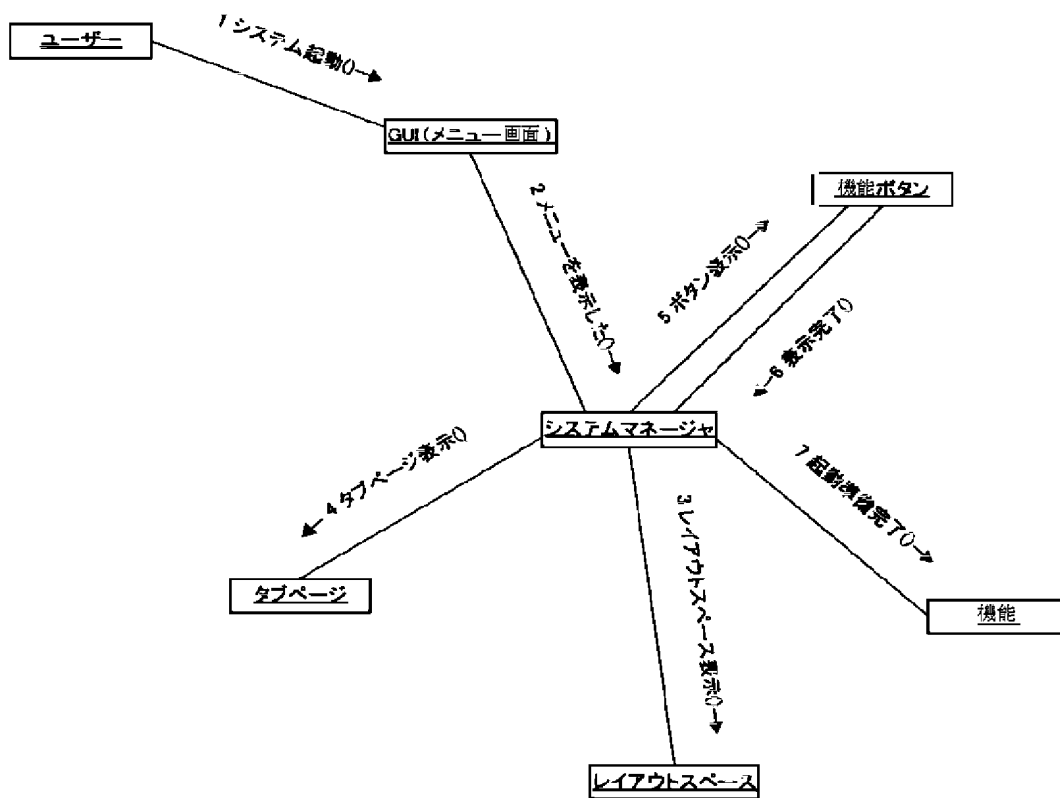 ユーザー
1 システム起動()→
GUI(メニュー画面)
2 メニューを表示した()→
機能ボタン
5 ボタン表示()→
←6 表示完了()
システムマネージャ
←4 タブページ表示()
7 起動準備完了()→
3 レイアウトスペース表示()→
タブページ
機能
レイアウトスペース